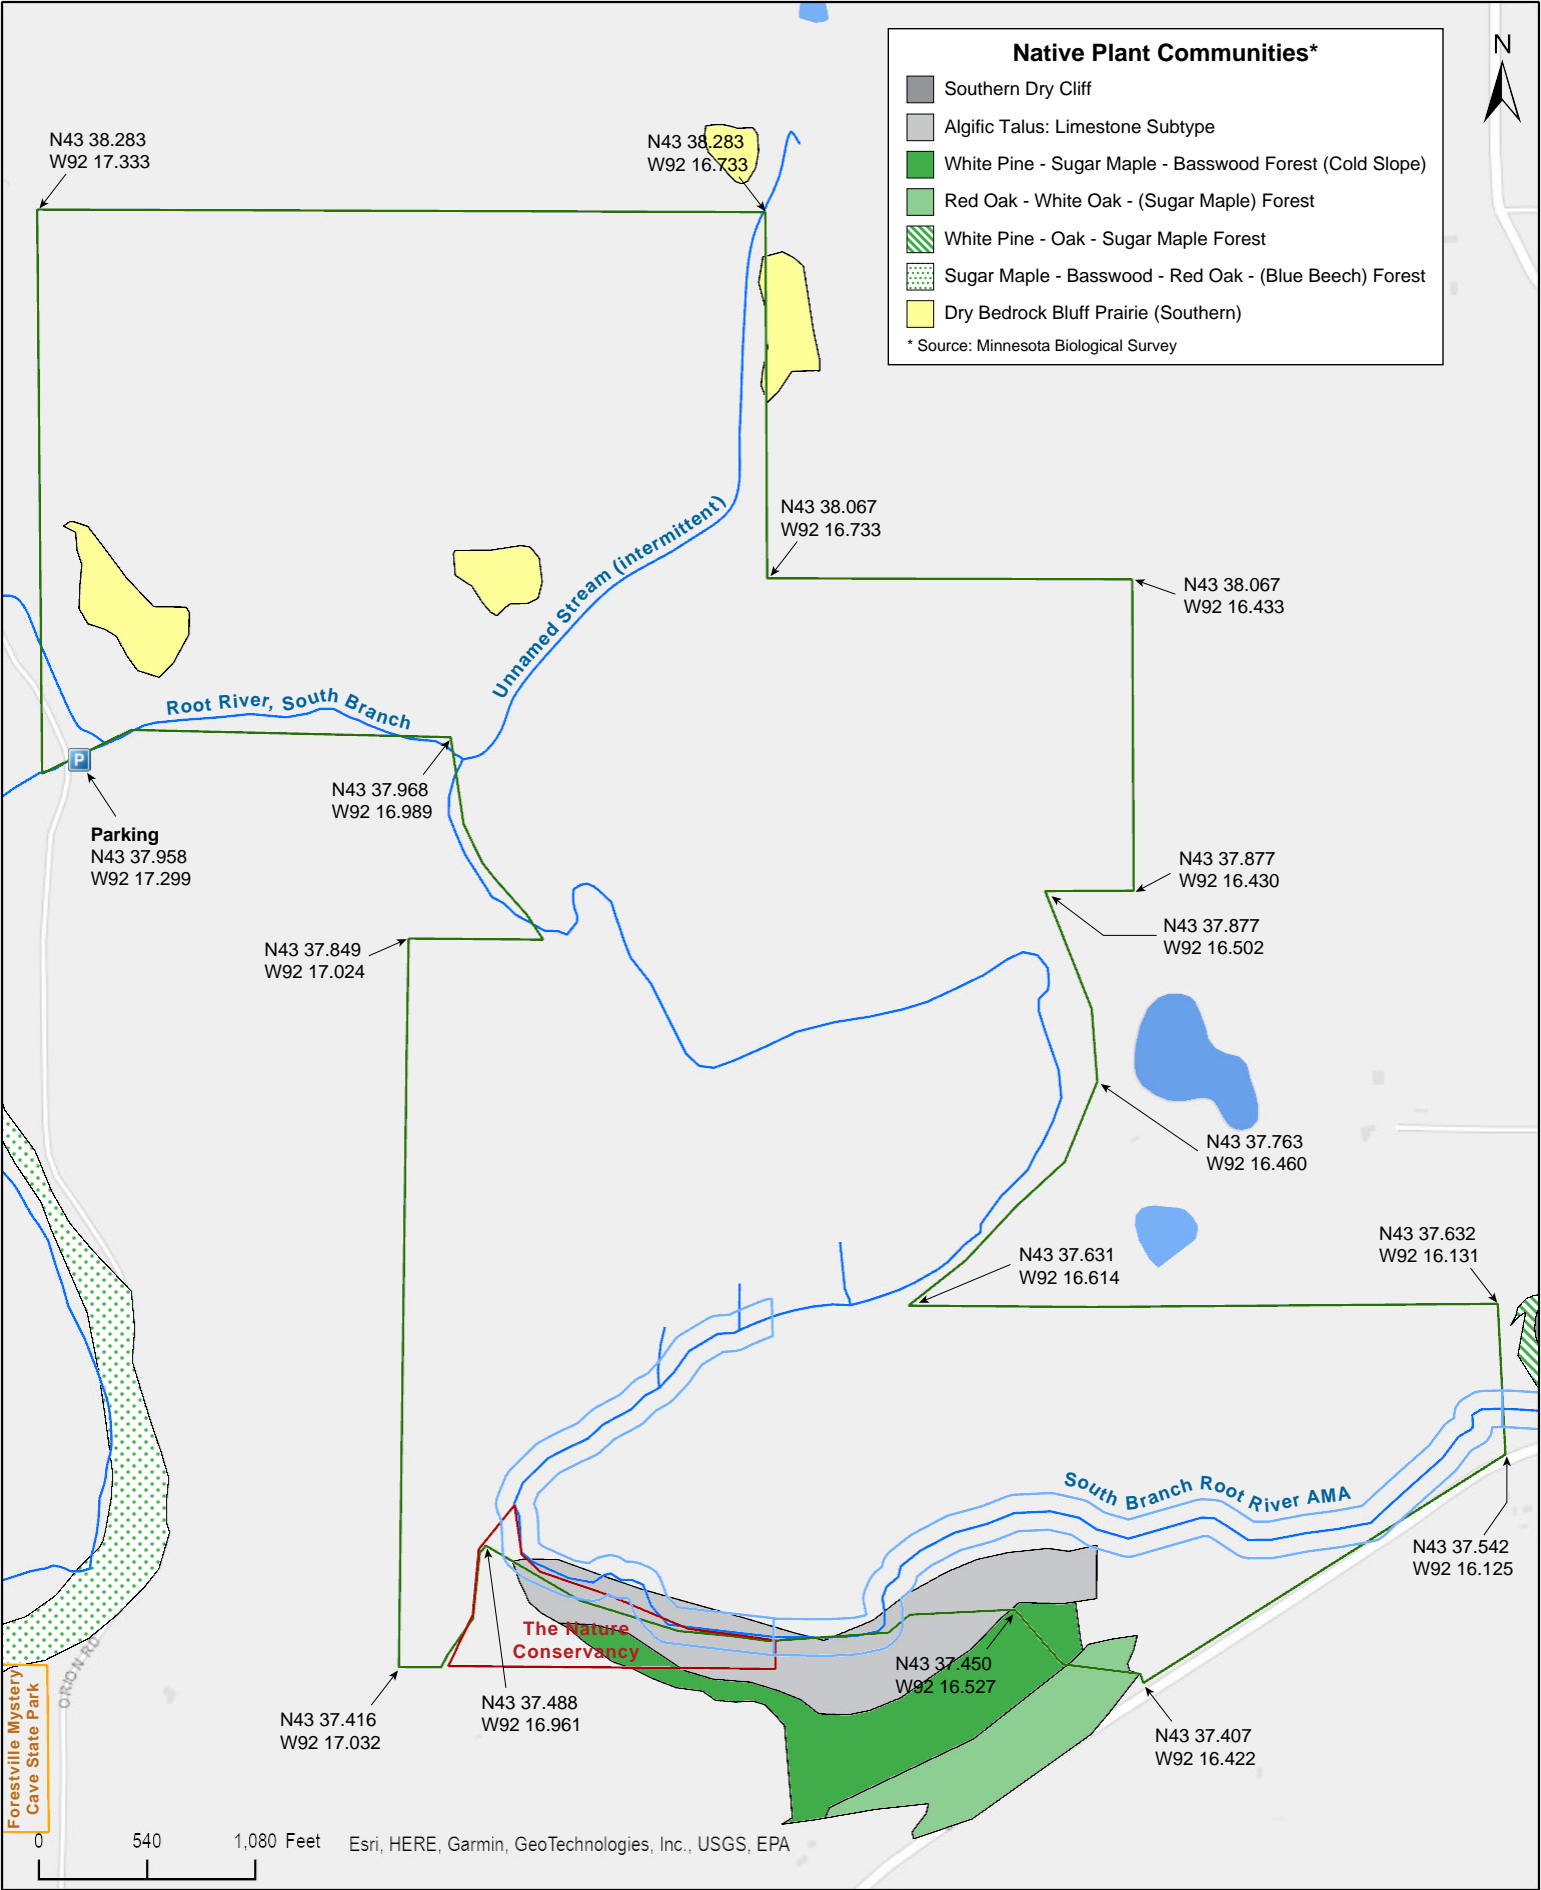 Native Plant Communities*
Southern Dry Cliff
Algific Talus: Limestone Subtype
White Pine - Sugar Maple - Basswood Forest (Cold Slope)
Red Oak - White Oak - (Sugar Maple) Forest
White Pine - Oak - Sugar Maple Forest
Sugar Maple - Basswood - Red Oak - (Blue Beech) Forest
Dry Bedrock Bluff Prairie (Southern)
* Source: Minnesota Biological Survey
N
N43 38.283
W92 17.333
N43 38.283
W92 16.733
N43 38.067
W92 16.733
N43 38.067
W92 16.433
Unnamed Stream (intermittent)
Root River, South Branch
P
N43 37.968
W92 16.989
Parking
N43 37.958
W92 17.299
N43 37.877
W92 16.430
N43 37.877
W92 16.502
N43 37.849
W92 17.024
N43 37.763
W92 16.460
N43 37.632
W92 16.131
N43 37.631
W92 16.614
South Branch Root River AMA
N43 37.542
W92 16.125
The Nature
Conservancy
N43 37.450
W92 16.527
N43 37.488
W92 16.961
N43 37.416
W92 17.032
N43 37.407
W92 16.422
ORION RD
Forestville Mystery
Cave State Park
0 540 1,080 Feet
Esri, HERE, Garmin, GeoTechnologies, Inc., USGS, EPA